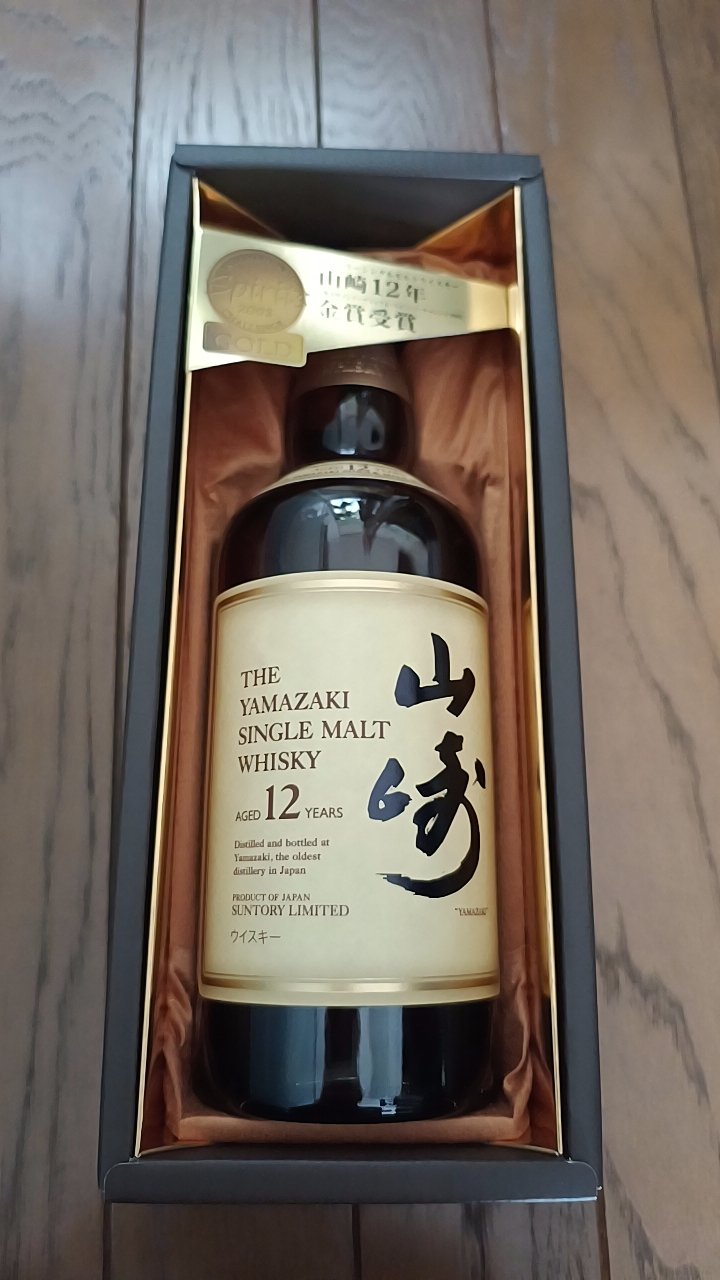 2003
GOLD
山崎12年
金賞受賞
12
THE
YAMAZAKI
SINGLE MALT
WHISKY
AGED 12 YEARS
Distilled and bottled at
Yamazaki, the oldest
distillery in Japan
PRODUCT OF JAPAN
SUNTORY LIMITED
ウイスキー
山崎
"YAMAZAKI"